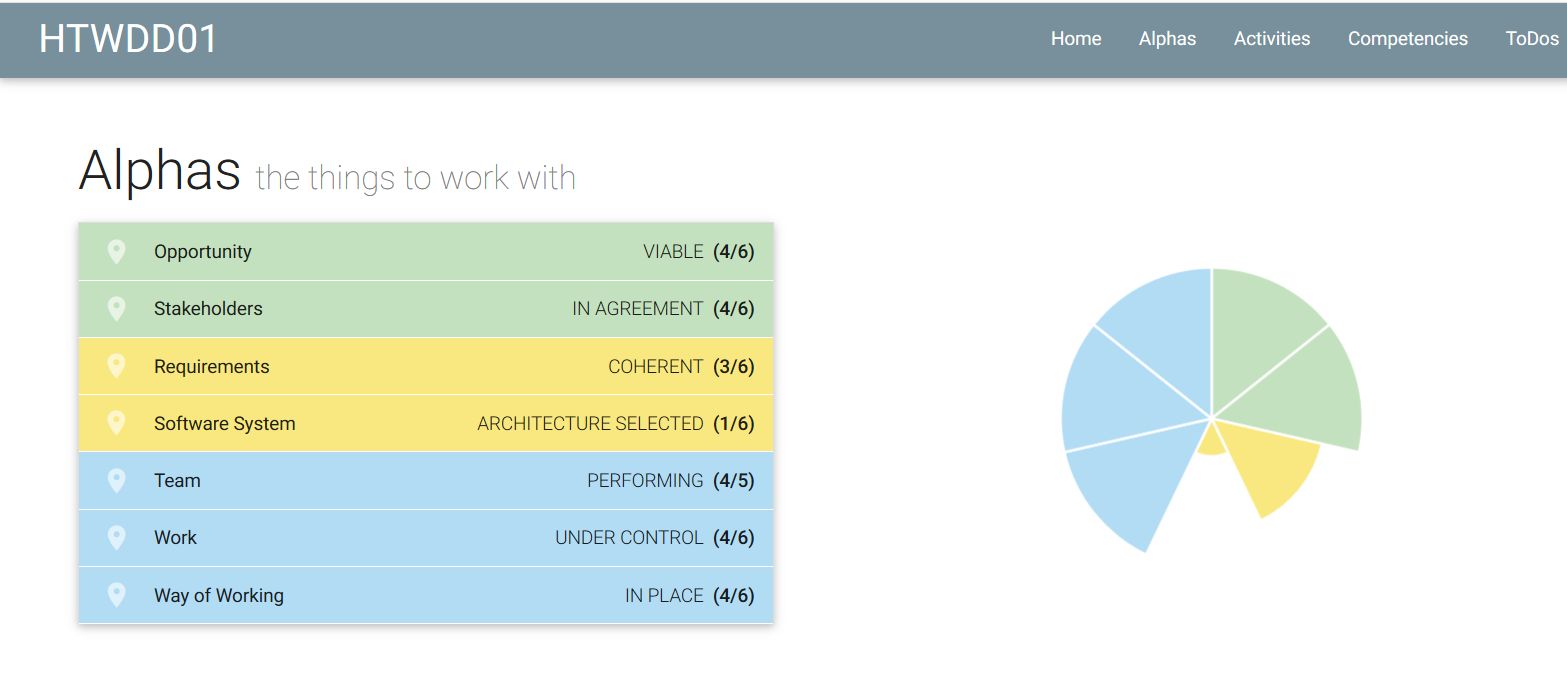 HTWDD01 Home Alphas Activities Competencies ToDos
Alphas the things to work with
Opportunity VIABLE (4/6)
Stakeholders IN AGREEMENT (4/6)
Requirements COHERENT (3/6)
Software System ARCHITECTURE SELECTED (1/6)
Team PERFORMING (4/5)
Work UNDER CONTROL (4/6)
Way of Working IN PLACE (4/6)